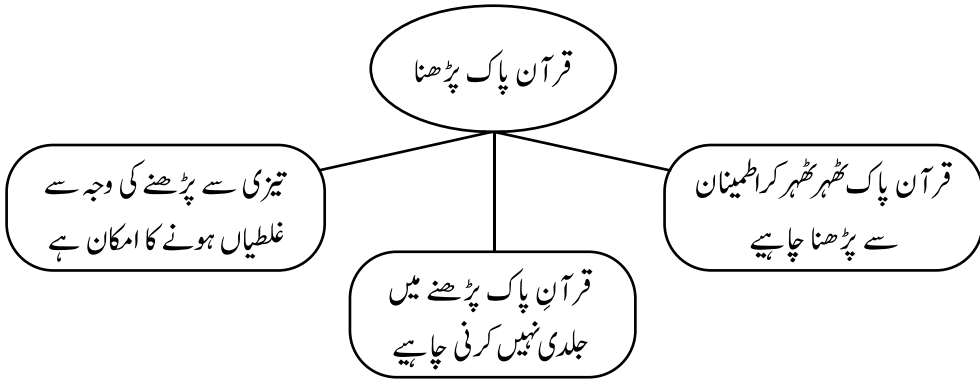 قرآن پاک پڑھنا
قرآن پاک ٹھہر ٹھہر کر اطمینان
سے پڑھنا چاہیے
قرآنِ پاک پڑھنے میں
جلدی نہیں کرنی چاہیے
تیزی سے پڑھنے کی وجہ سے
غلطیاں ہونے کا امکان ہے